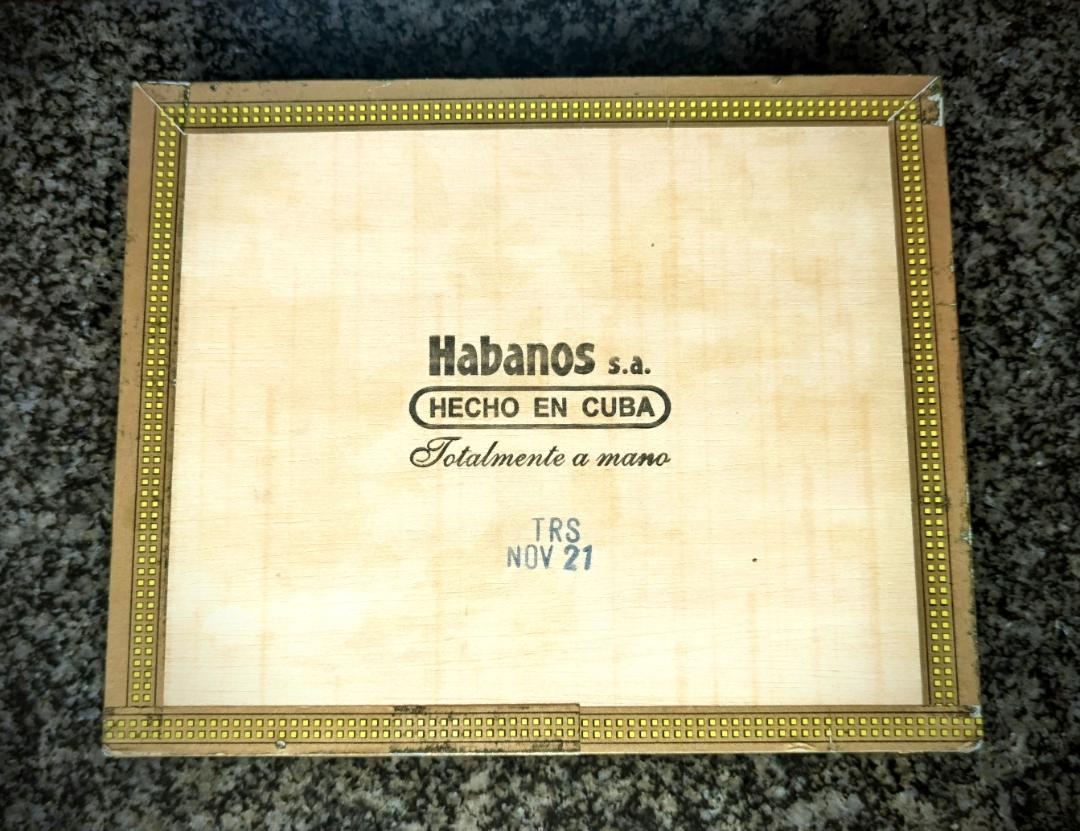 Habanos s.a.
HECHO EN CUBA
Totalmente a mano
TRS
NOV 21